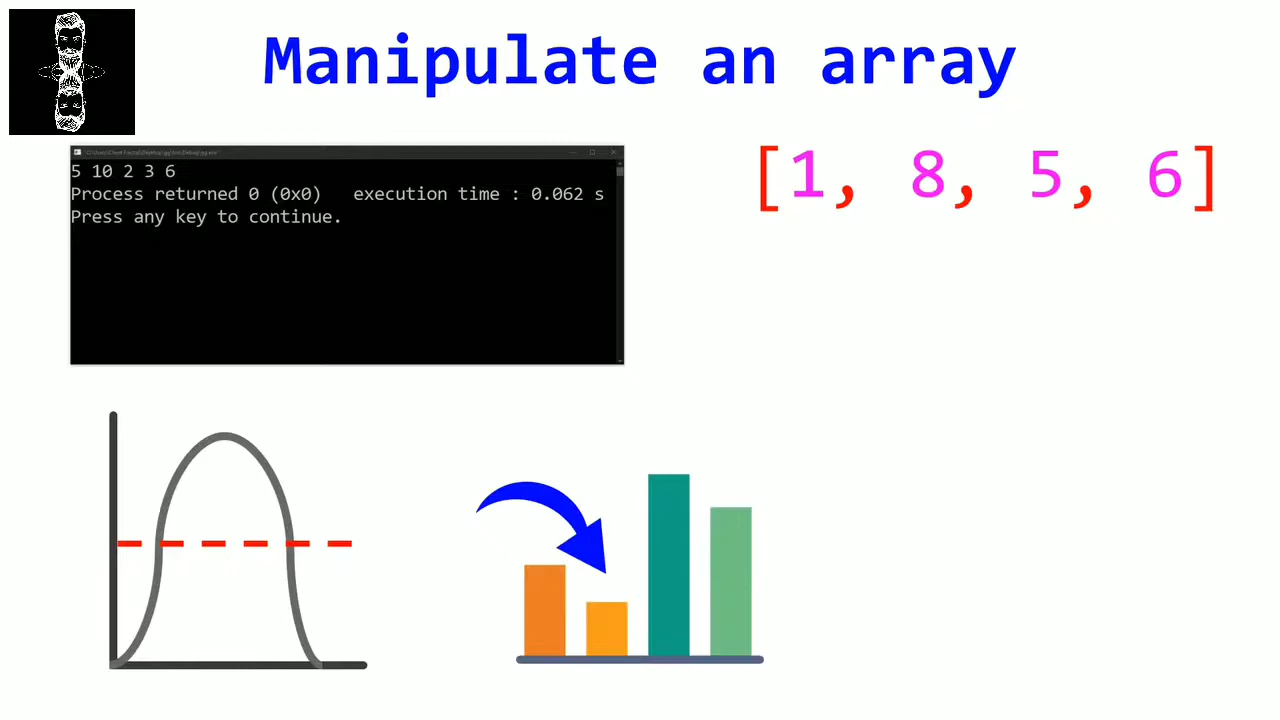 Manipulate an array
5 10 2 3 6
Process returned 0 (0x0)   execution time : 0.062 s
Press any key to continue.
[1, 8, 5, 6]